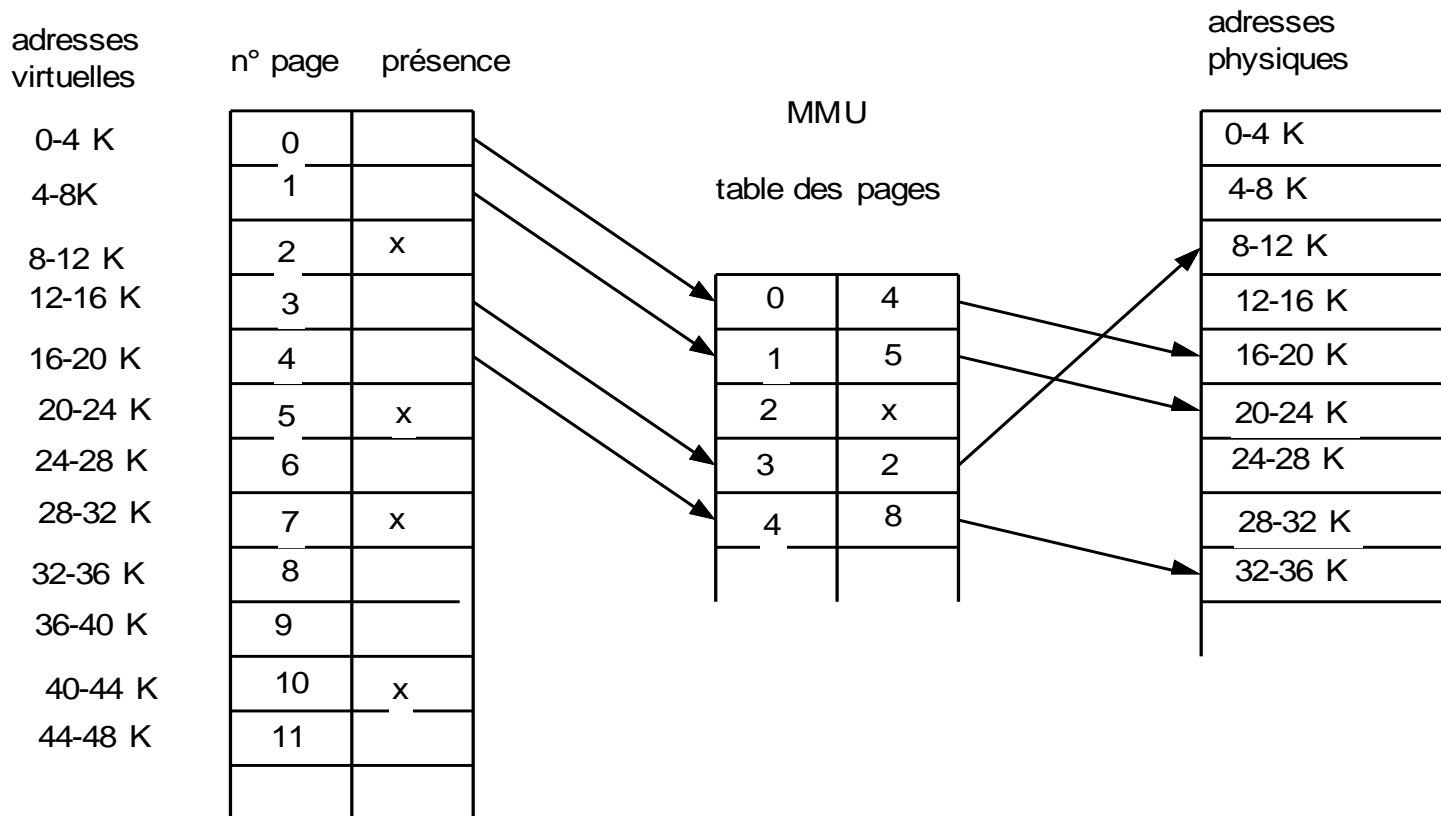 adresses
virtuelles
n° page présence
MMU
table des pages
adresses
physiques
0-4 K 0
4-8K 1
8-12 K 2 x
12-16 K 3
16-20 K 4
20-24 K 5 x
24-28 K 6
28-32 K 7 x
32-36 K 8
36-40 K 9
40-44 K 10 x
44-48 K 11
0 4
1 5
2 x
3 2
4 8
0-4 K
4-8 K
8-12 K
12-16 K
16-20 K
20-24 K
24-28 K
28-32 K
32-36 K